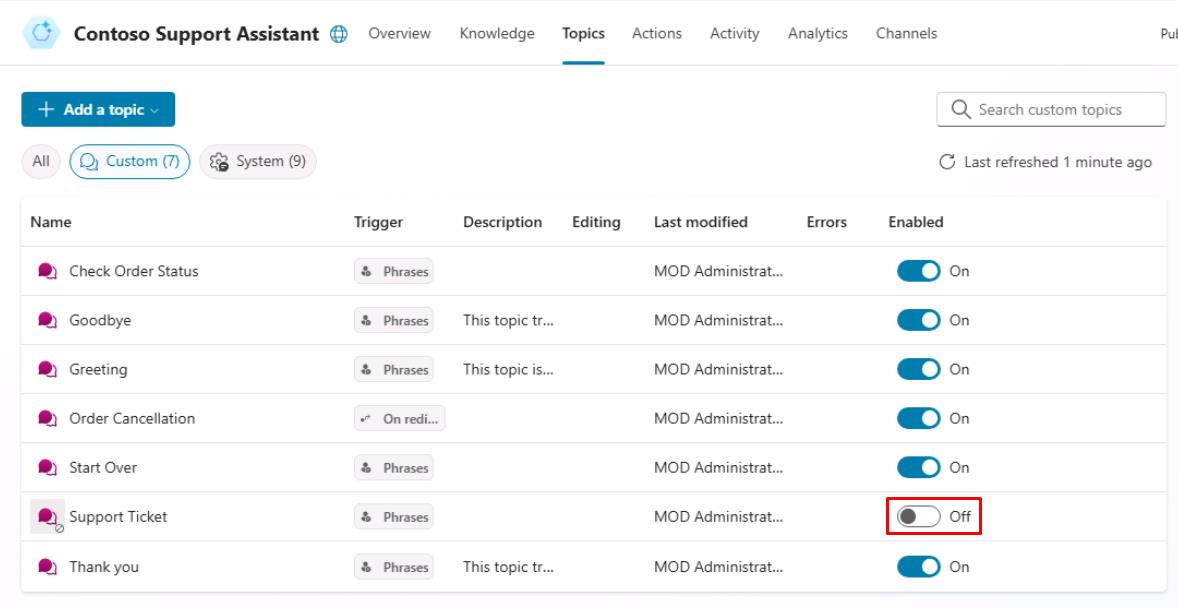 Contoso Support Assistant Overview Knowledge Topics Actions Activity Analytics Channels Pu
Add a topic Search custom topics
All Custom (7) System (9) Last refreshed 1 minute ago
Name Trigger Description Editing Last modified Errors Enabled
Check Order Status Phrases MOD Administrat... On
Goodbye Phrases This topic tr... MOD Administrat... On
Greeting Phrases This topic is... MOD Administrat... On
Order Cancellation On redi... MOD Administrat... On
Start Over Phrases MOD Administrat... On
Support Ticket Phrases MOD Administrat... Off
Thank you Phrases This topic tr... MOD Administrat... On